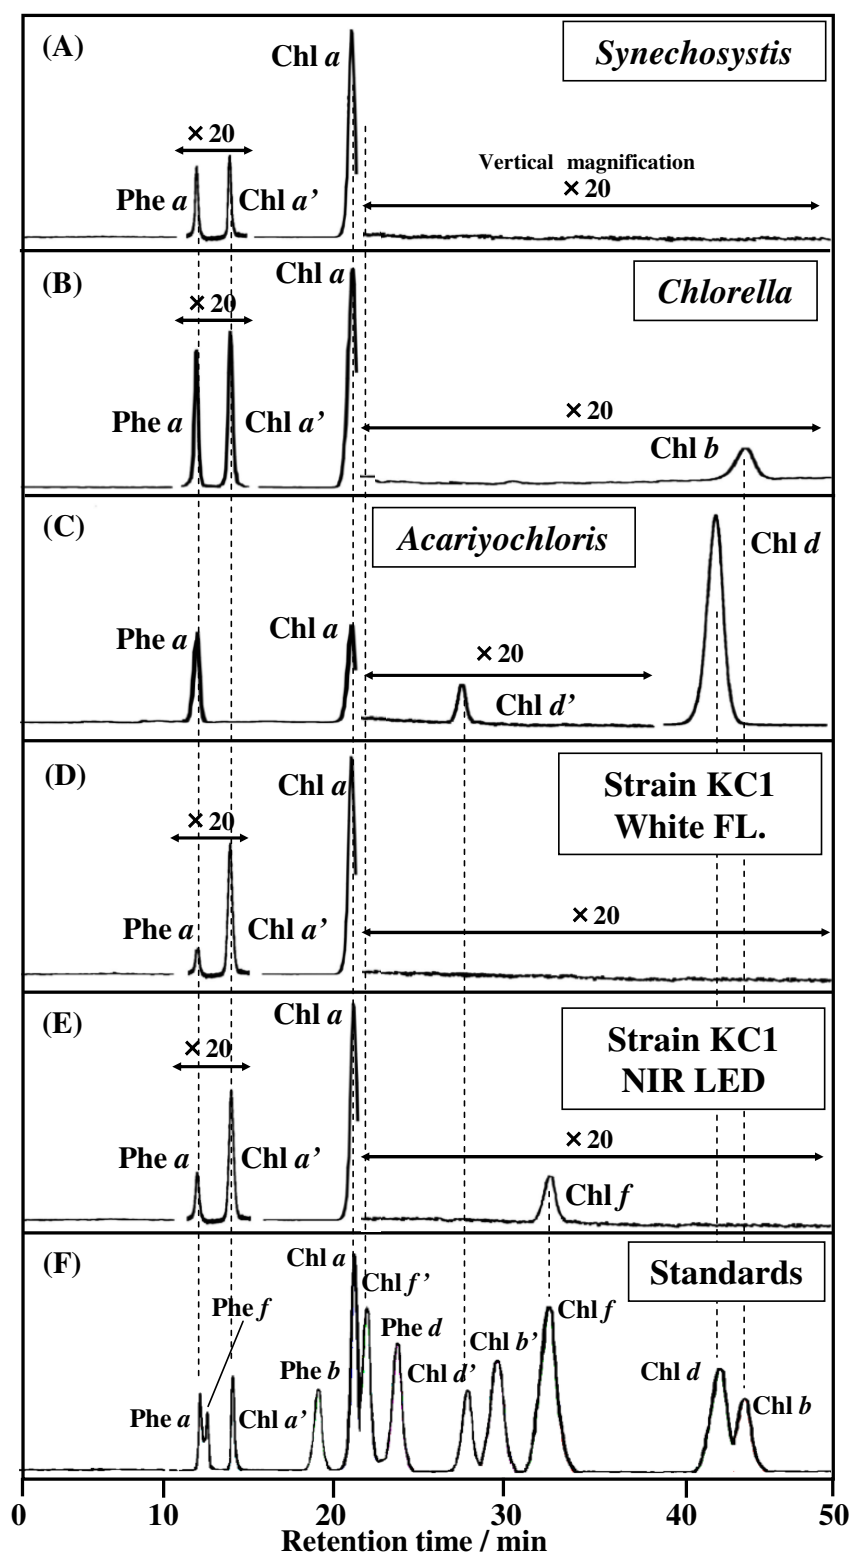 (A)
Chl a
Synechosystis
× 20
Vertical magnification
× 20
Phe a
Chl a’
(B)
Chl a
Chlorella
× 20
× 20
Phe a
Chl a’
Chl b
(C)
Acariyochloris
Chl d
Phe a
Chl a
× 20
Chl d’
(D)
Chl a
Strain KC1
White FL.
× 20
× 20
Phe a
Chl a’
(E)
Chl a
Strain KC1
NIR LED
× 20
× 20
Phe a
Chl a’
Chl f
(F)
Chl a
Standards
Chl f ’
Phe f
Chl f
Phe d
Chl b’
Phe b
Chl d’
Chl d
Phe a
Chl a’
Chl b
0 10 20 30 40 50
Retention time / min